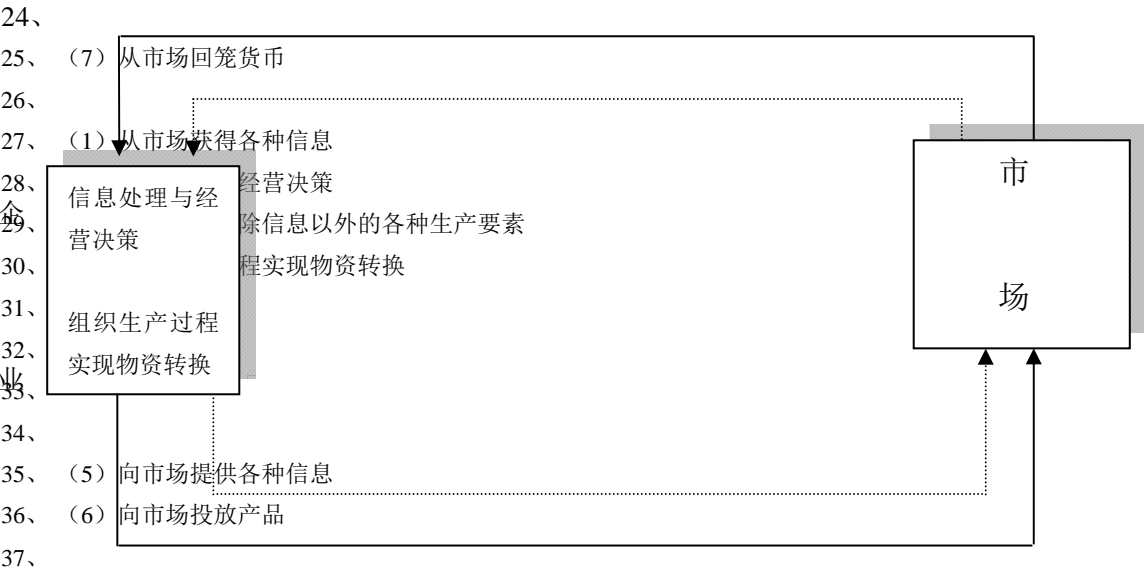 24、
25、 （7）从市场回笼货币
26、
27、 （1）从市场获得各种信息
28、 经营决策
29、 除信息以外的各种生产要素
30、 程实现物资转换
31、
32、
33、
34、
35、 （5）向市场提供各种信息
36、 （6）向市场投放产品
37、
企
业
信息处理与经
营决策
组织生产过程
实现物资转换
市
场